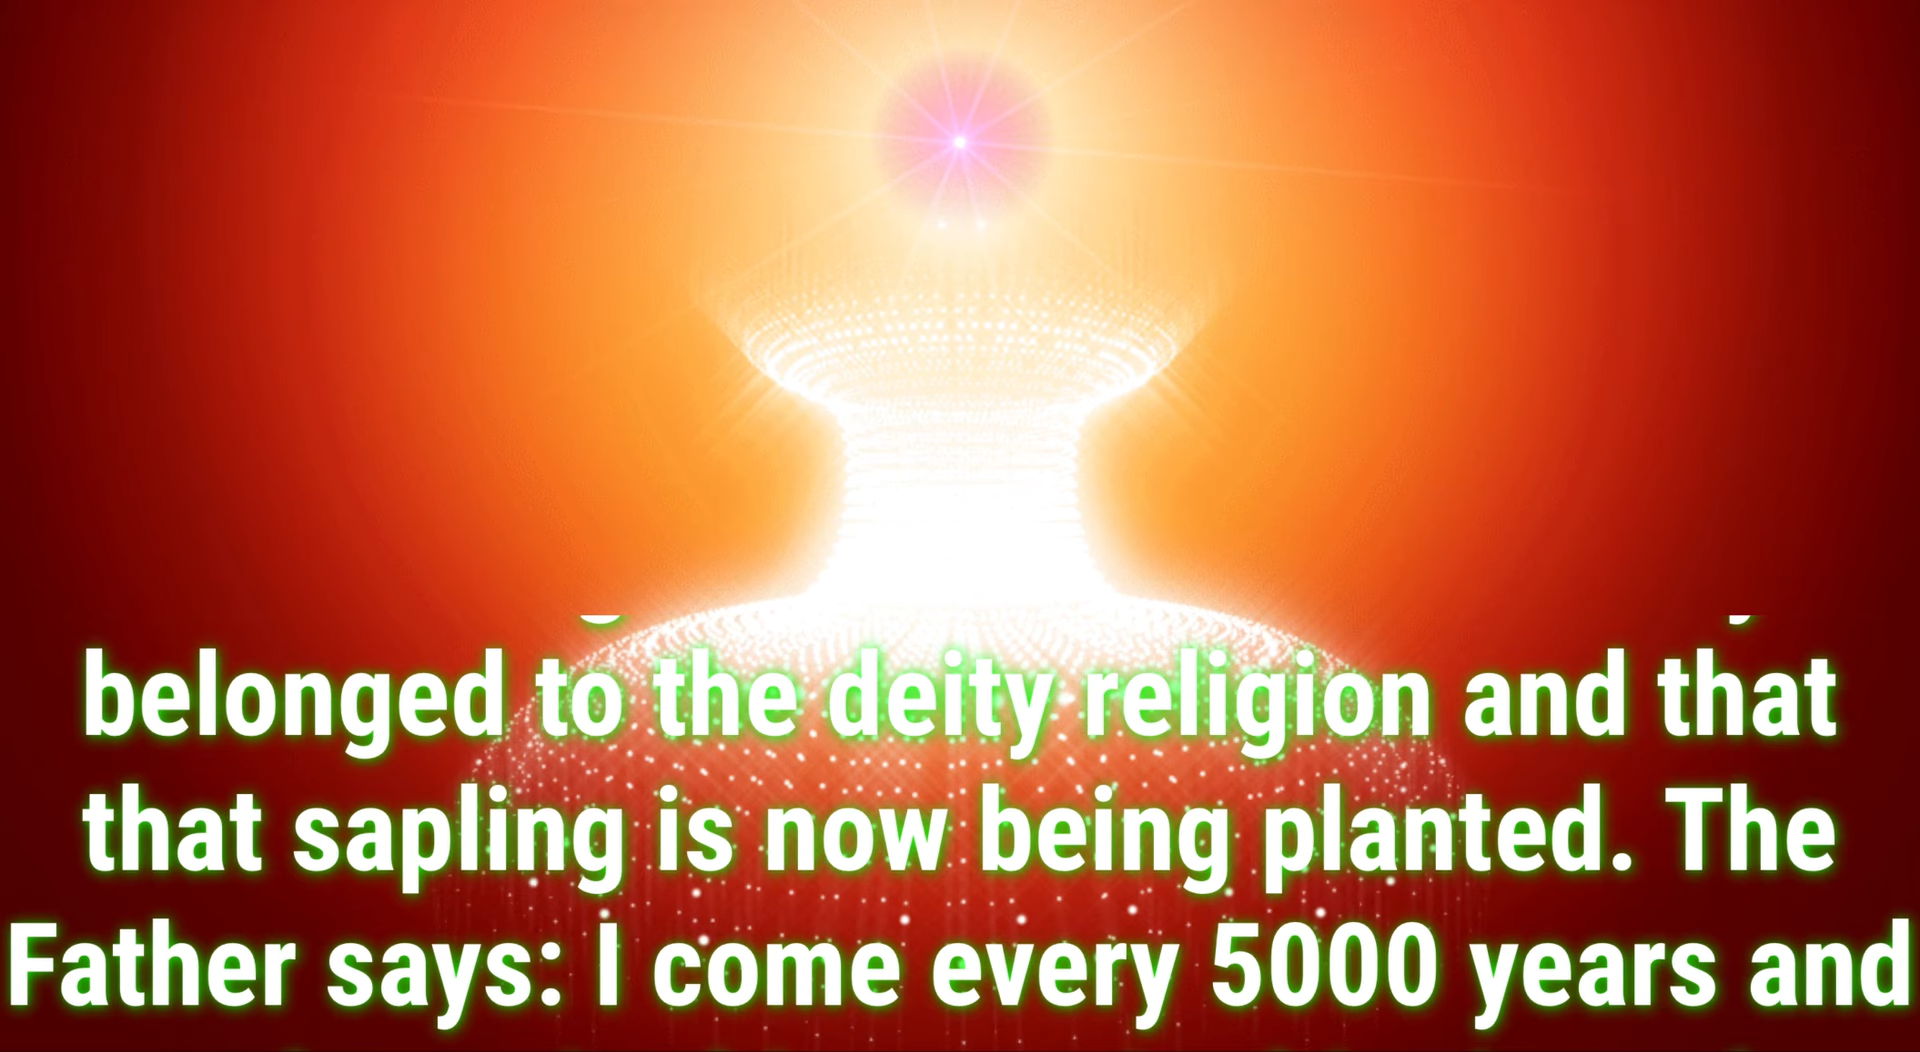 belonged to the deity religion and that
that sapling is now being planted. The
Father says: I come every 5000 years and